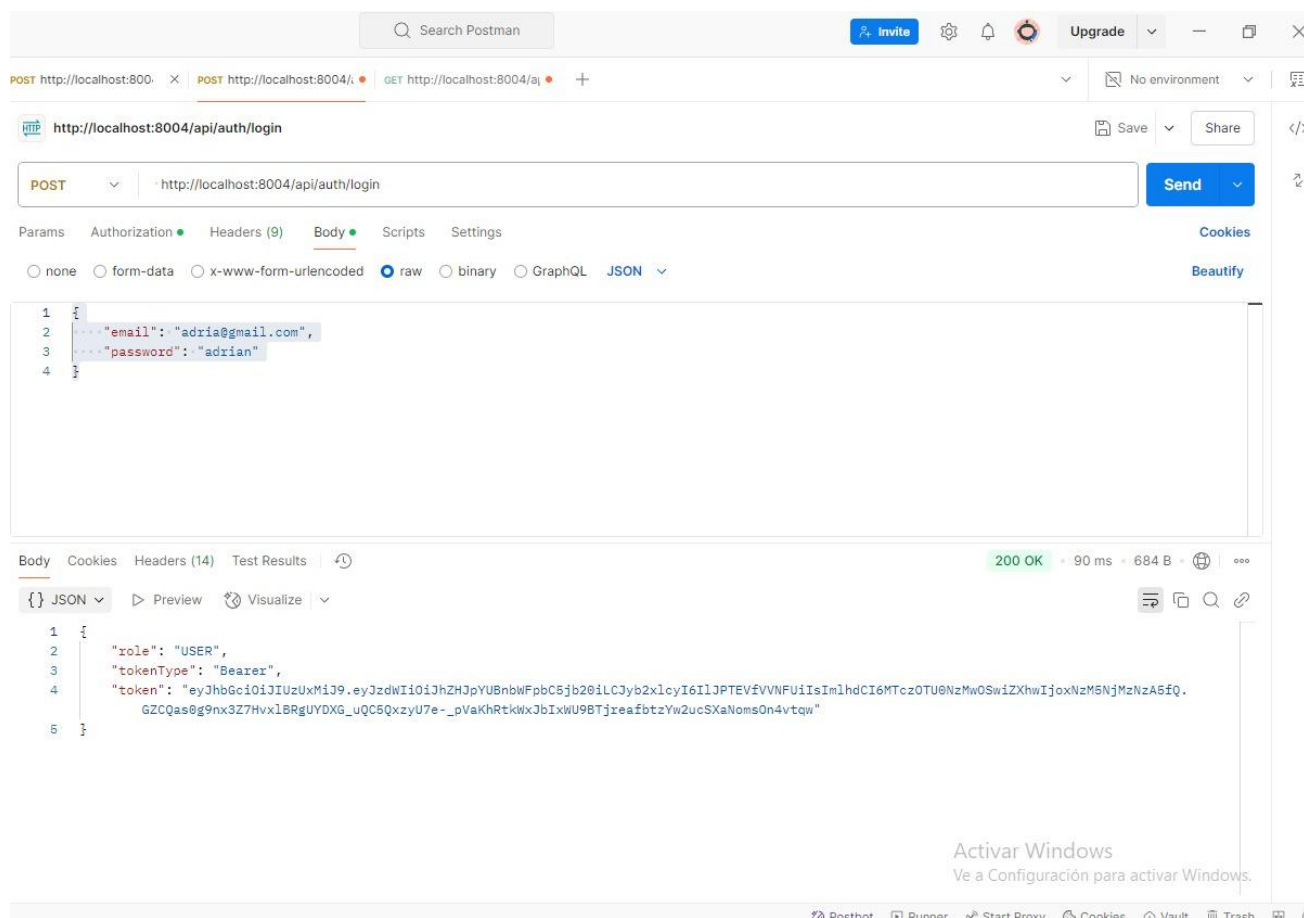 Search Postman
Invite
Upgrade
POST http://localhost:800
POST http://localhost:8004/
GET http://localhost:8004/a
No environment
HTTP http://localhost:8004/api/auth/login
Save
Share
POST
http://localhost:8004/api/auth/login
Send
Params Authorization Headers (9) Body Scripts Settings
Cookies
none form-data x-www-form-urlencoded raw binary GraphQL JSON
Beautify
1 {
2 "email": "adria@gmail.com",
3 "password": "adrian"
4 }
Body Cookies Headers (14) Test Results
200 OK 90 ms 684 B
{} JSON Preview Visualize
1 {
2 "role": "USER",
3 "tokenType": "Bearer",
4 "token": "eyJhbGciOiJIUzUxMiJ9.eyJzdWIiOiJhZHJpYUBnbWFpbC5jb20iLCJyb2xlcyI6IlJPTEVfVVNFUiIsImlhdCI6MTczOTU0NzMwOSwiZXhwIjoxNzM5NjMzNzA5fQ.
GZCQas0g9nx3Z7HvxlBRgUYDXG_uQC5QxzyU7e-_pVaKhRtkWxJbIxWU9BTjreafbtzYw2ucSXaNomsOn4vtqw"
5 }
Activar Windows
Ve a Configuración para activar Windows.
Postbot Runner Start Proxy Cookies Vault Trash